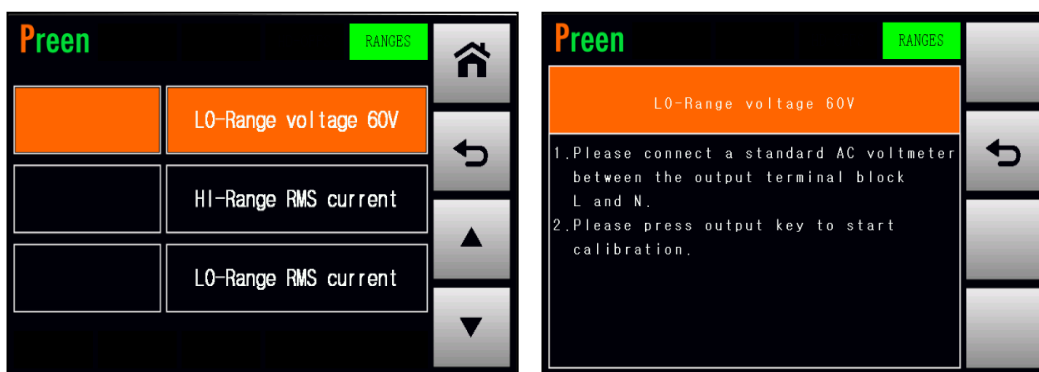 Preen
RANGES
LO-Range voltage 60V
HI-Range RMS current
LO-Range RMS current
Preen
RANGES
LO-Range voltage 60V
1.Please connect a standard AC voltmeter
between the output terminal block
L and N.
2.Please press output key to start
calibration.